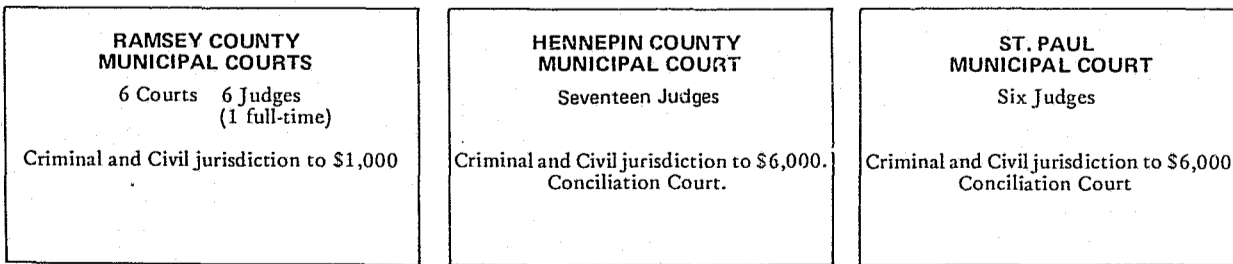 RAMSEY COUNTY
MUNICIPAL COURTS
6 Courts 6 Judges
(1 full-time)
Criminal and Civil jurisdiction to $1,000
HENNEPIN COUNTY
MUNICIPAL COURT
Seventeen Judges
Criminal and Civil jurisdiction to $6,000.
Conciliation Court.
ST. PAUL
MUNICIPAL COURT
Six Judges
Criminal and Civil jurisdiction to $6,000
Conciliation Court